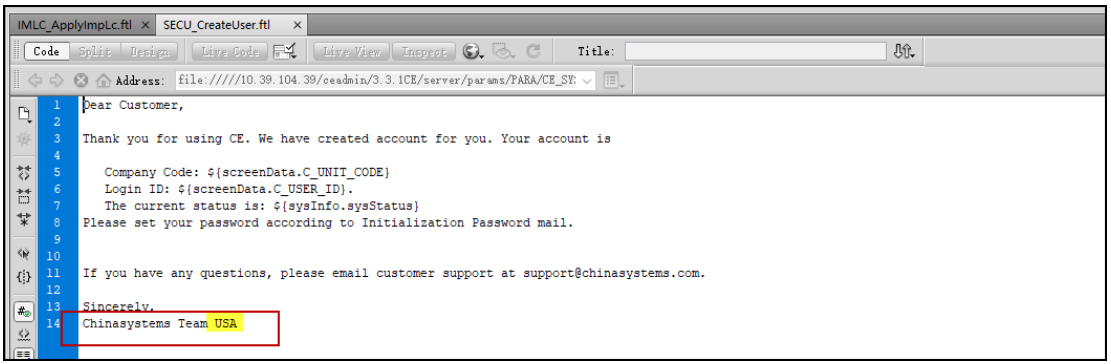 IMLC_ApplyImpLc.ftl × SECU_CreateUser.ftl ×
Code Split Design Live Code Live View Inspect Title:
Address: file://///10.39.104.39/ceadmin/3.3.1CE/server/params/PARA/CE_SY
1 Dear Customer,
2
3 Thank you for using CE. We have created account for you. Your account is
4
5 Company Code: ${screenData.C_UNIT_CODE}
6 Login ID: ${screenData.C_USER_ID}.
7 The current status is: ${sysInfo.sysStatus}
8 Please set your password according to Initialization Password mail.
9
10
11 If you have any questions, please email customer support at support@chinasystems.com.
12
13 Sincerely,
14 Chinasystems Team USA